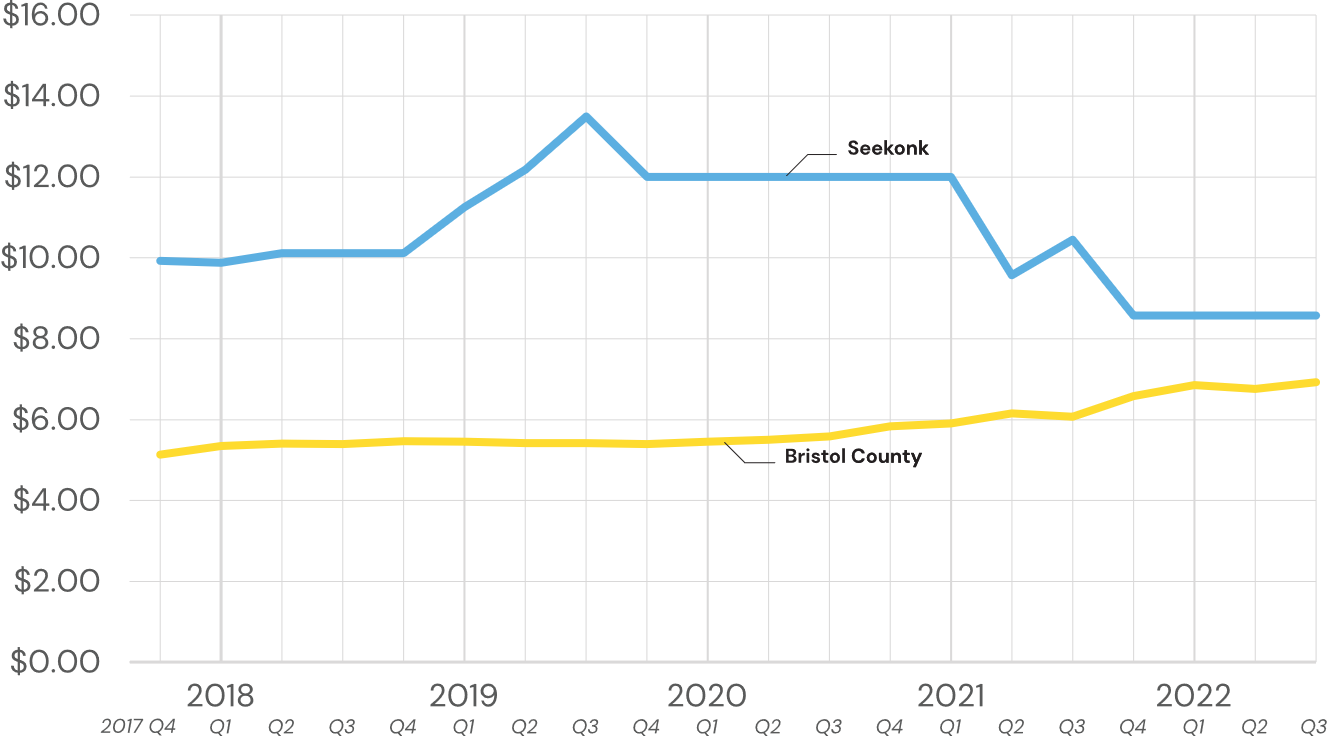 $16.00
$14.00
Seekonk
$12.00
$10.00
$8.00
$6.00
Bristol County
$4.00
$2.00
$0.00
2018 2019 2020 2021 2022
2017 Q4 Q1 Q2 Q3 Q4 Q1 Q2 Q3 Q4 Q1 Q2 Q3 Q4 Q1 Q2 Q3 Q4 Q1 Q2 Q3